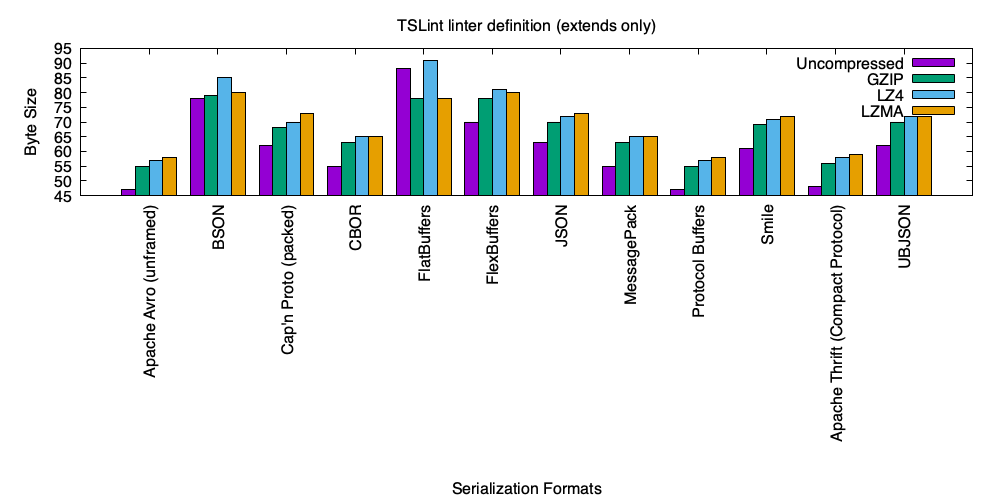 TSLint linter definition (extends only)
95
90
85
80
75
70
65
60
55
50
45
Byte Size
Uncompressed
GZIP
LZ4
LZMA
Apache Avro (unframed)
BSON
Cap'n Proto (packed)
CBOR
FlatBuffers
FlexBuffers
JSON
MessagePack
Protocol Buffers
Smile
Apache Thrift (Compact Protocol)
UBJSON
Serialization Formats